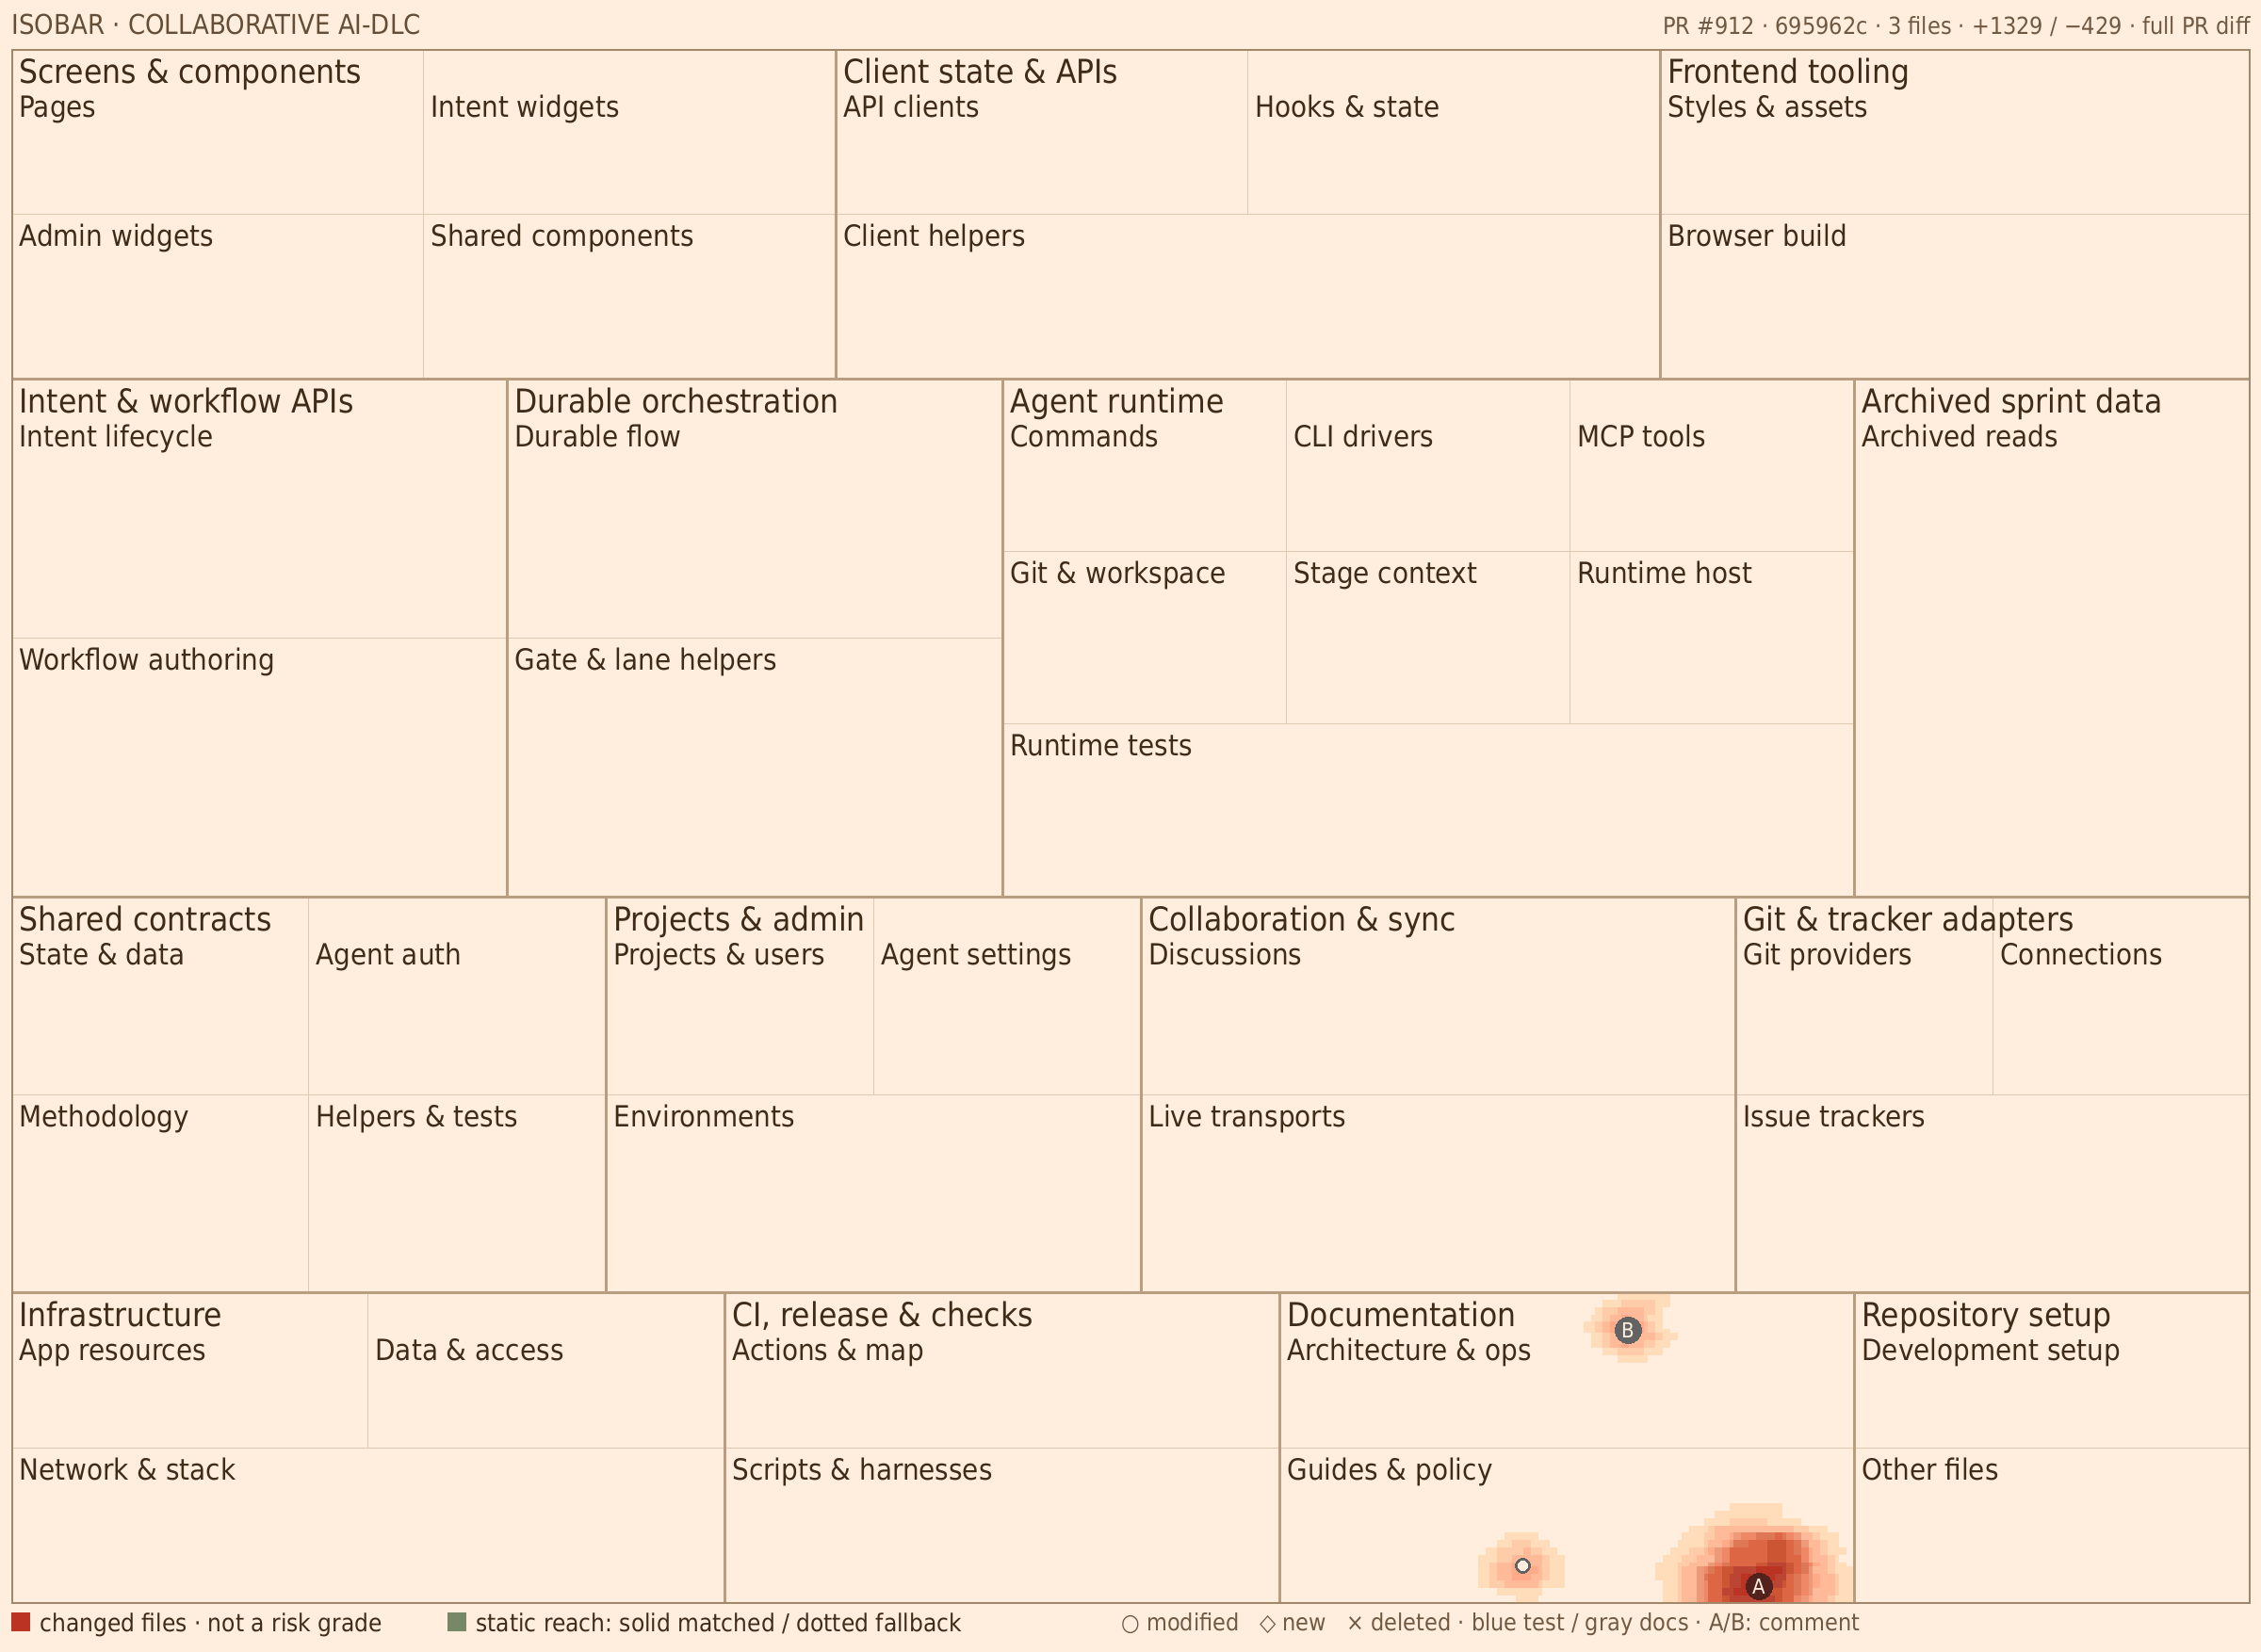 ISOBAR · COLLABORATIVE AI-DLC
PR #912 · 695962c · 3 files · +1329 / −429 · full PR diff
Screens & components
Pages
Intent widgets
Admin widgets
Shared components
Client state & APIs
API clients
Hooks & state
Client helpers
Frontend tooling
Styles & assets
Browser build
Intent & workflow APIs
Intent lifecycle
Workflow authoring
Durable orchestration
Durable flow
Gate & lane helpers
Agent runtime
Commands
CLI drivers
MCP tools
Git & workspace
Stage context
Runtime host
Runtime tests
Archived sprint data
Archived reads
Shared contracts
State & data
Agent auth
Methodology
Helpers & tests
Projects & admin
Projects & users
Agent settings
Environments
Collaboration & sync
Discussions
Live transports
Git & tracker adapters
Git providers
Connections
Issue trackers
Infrastructure
App resources
Data & access
Network & stack
CI, release & checks
Actions & map
Scripts & harnesses
Documentation
Architecture & ops
B
Guides & policy
A
Repository setup
Development setup
Other files
changed files · not a risk grade
static reach: solid matched / dotted fallback
○ modified ◇ new × deleted · blue test / gray docs · A/B: comment